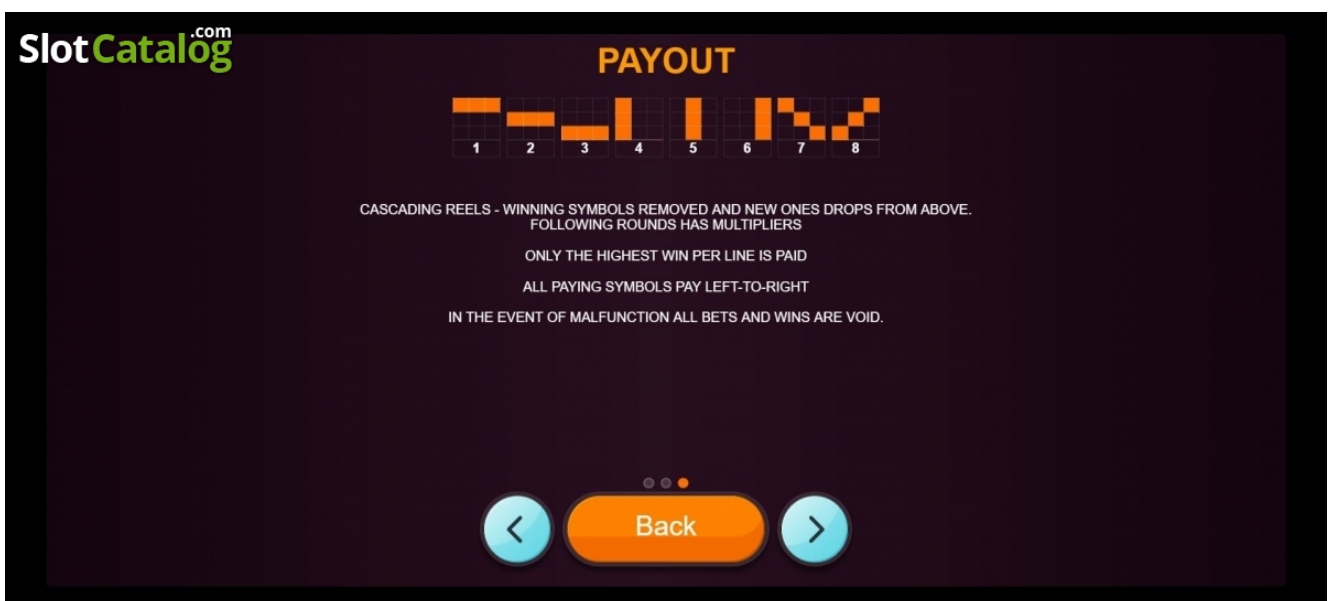 SlotCatalog.com
PAYOUT
1 2 3 4 5 6 7 8
CASCADING REELS - WINNING SYMBOLS REMOVED AND NEW ONES DROPS FROM ABOVE.
FOLLOWING ROUNDS HAS MULTIPLIERS
ONLY THE HIGHEST WIN PER LINE IS PAID
ALL PAYING SYMBOLS PAY LEFT-TO-RIGHT
IN THE EVENT OF MALFUNCTION ALL BETS AND WINS ARE VOID.
Back